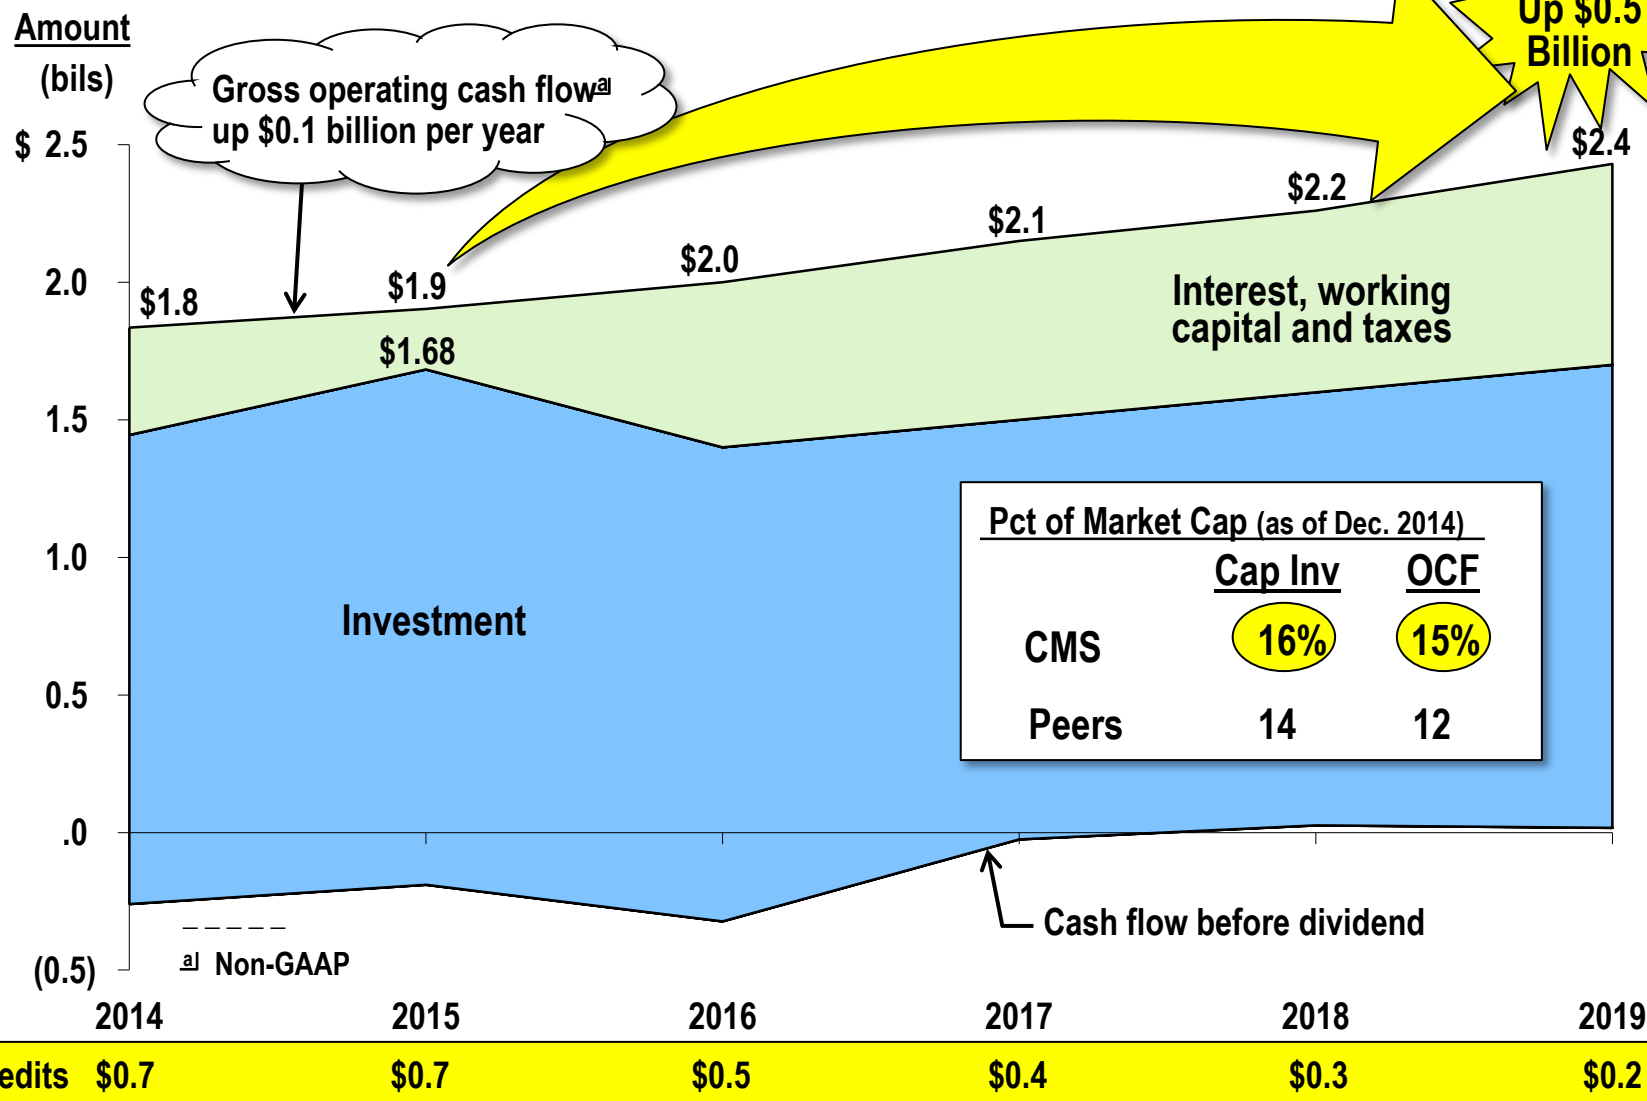 Amount
(bils)
Up $0.5
Billion
Gross operating cash flow a
up $0.1 billion per year
$ 2.5
2.0
1.5
1.0
0.5
.0
(0.5)
$1.8
$1.9
$2.0
$2.1
$2.2
$2.4
$1.68
Interest, working
capital and taxes
Investment
Pct of Market Cap (as of Dec. 2014)
Cap Inv OCF
CMS 16% 15%
Peers 14 12
Cash flow before dividend
a Non-GAAP
2014 2015 2016 2017 2018 2019
$0.7 $0.7 $0.5 $0.4 $0.3 $0.2